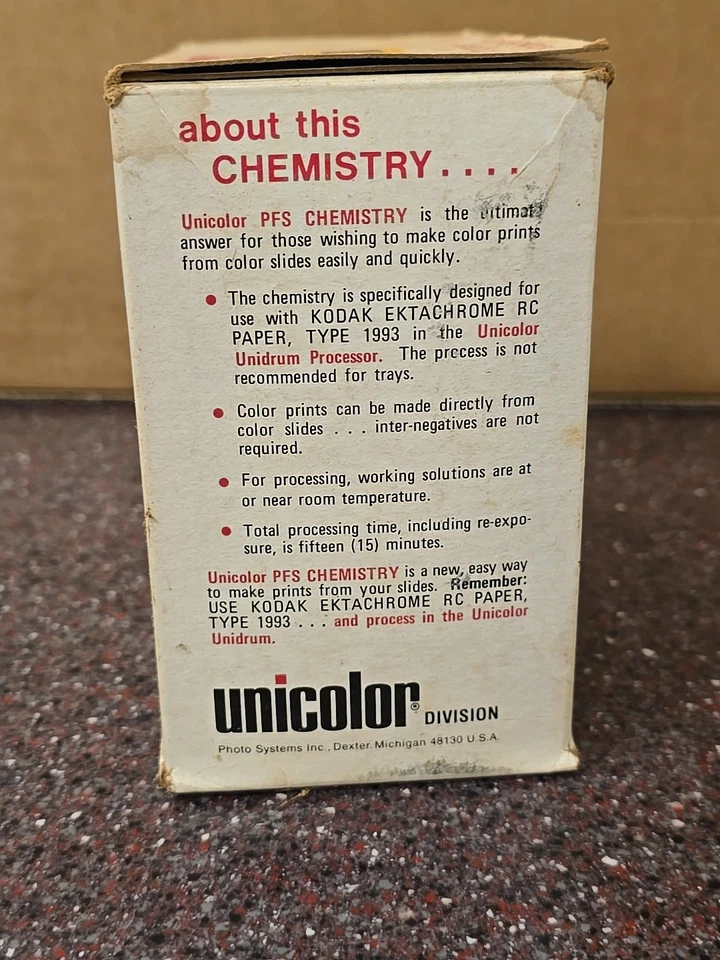 about this
CHEMISTRY....
Unicolor PFS CHEMISTRY is the ultimate
answer for those wishing to make color prints
from color slides easily and quickly.
● The chemistry is specifically designed for
use with KODAK EKTACHROME RC
PAPER, TYPE 1993 in the Unicolor
Unidrum Processor. The process is not
recommended for trays.
● Color prints can be made directly from
color slides . . . inter-negatives are not
required.
● For processing, working solutions are at
or near room temperature.
● Total processing time, including re-expo-
sure, is fifteen (15) minutes.
Unicolor PFS CHEMISTRY is a new, easy way
to make prints from your slides. Remember:
USE KODAK EKTACHROME RC PAPER,
TYPE 1993 . . . and process in the Unicolor
Unidrum.
unicolor® DIVISION
Photo Systems Inc., Dexter, Michigan 48130 U.S.A.